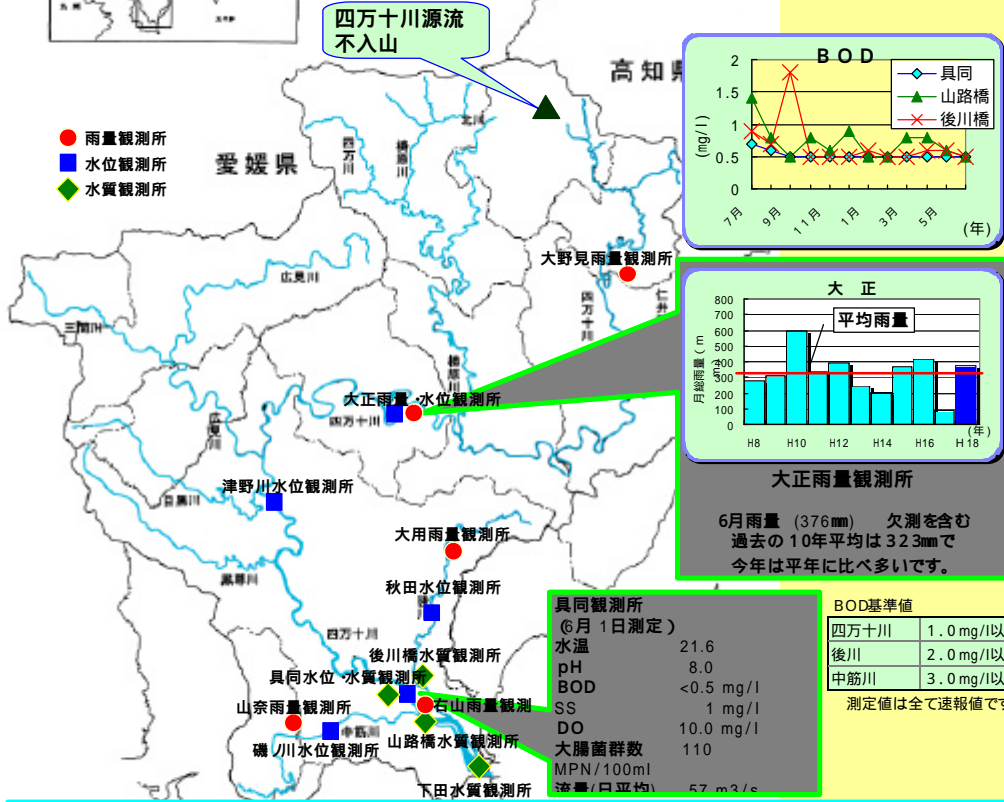 四万十川源流
不入山
高知県
愛媛県
雨量観測所
水位観測所
水質観測所
北川
四万川
梼原川
広見川
三間川
大野見雨量観測所
四万十川
仁井
梼原川
大正雨量・水位観測所
四万十川
広見川
目黒川
津野川水位観測所
大用雨量観測所
黒尊川
秋田水位観測所
後川
四万十川
後川橋水質観測所
具同水位・水質観測所
山奈雨量観測所
右山雨量観測
中筋川
磯ノ川水位観測所
山路橋水質観測所
下田水質観測所
BOD
具同
山路橋
後川橋
(mg/l)
2
1.5
1
0.5
0
7月
9月
11月
1月
3月
5月
(年)
大 正
平均雨量
月総雨量(m
800
700
600
500
400
300
200
100
0
(年)
H8
H10
H12
H14
H16
H18
大正雨量観測所
6月雨量 (376mm) 欠測を含む
過去の10年平均は323mmで
今年は平年に比べ多いです。
具同観測所
(6月1日測定)
水温 21.6
pH 8.0
BOD <0.5 mg/l
SS 1 mg/l
DO 10.0 mg/l
大腸菌群数 110
MPN/100ml
流量(日平均) 57 m3/s
BOD基準値
四万十川 1.0mg/l以
後川 2.0mg/l以
中筋川 3.0mg/l以
測定値は全て速報値です